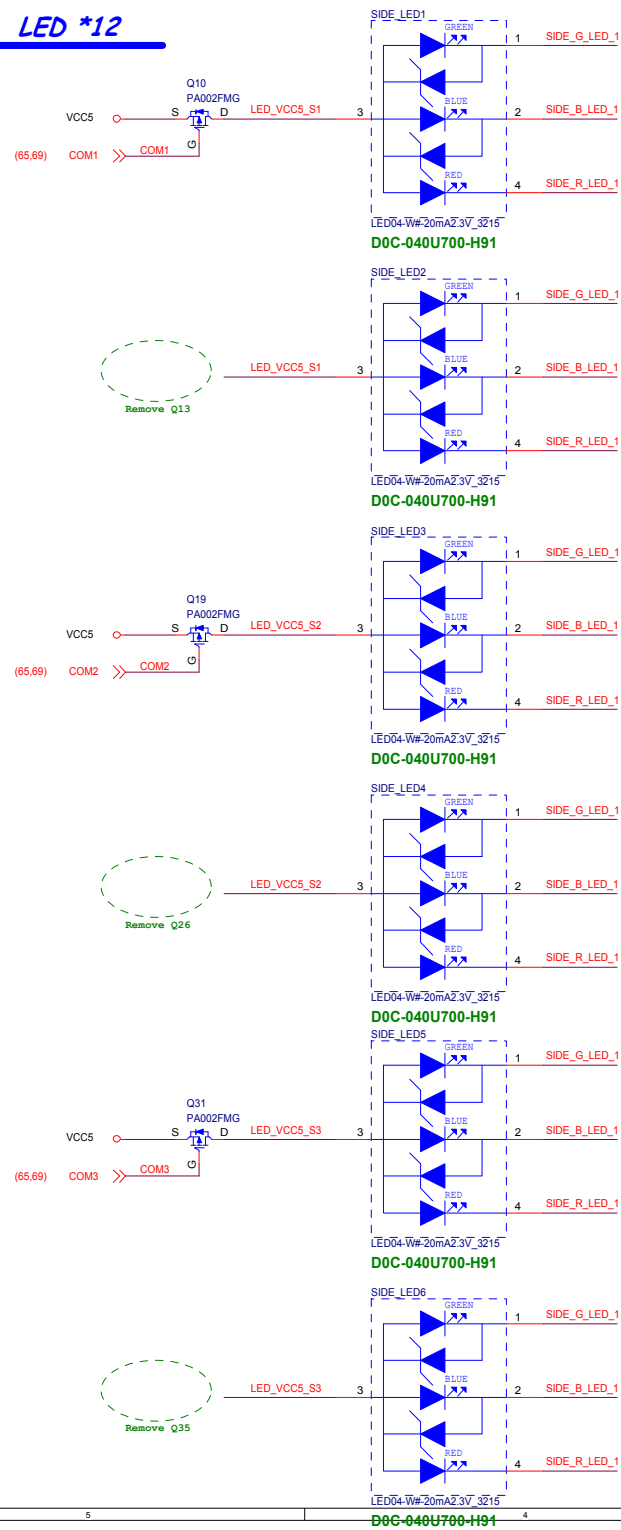 LED *12
SIDE_LED1
GREEN
1 SIDE_G_LED_1
Q10
PA002FMG
VCC5 S D LED_VCC5_S1 3 BLUE 2 SIDE_B_LED_1
G
(65,69) COM1 COM1
RED
4 SIDE_R_LED_1
LED04-W#-20mA2.3V_3215
D0C-040U700-H91
SIDE_LED2
GREEN
1 SIDE_G_LED_1
LED_VCC5_S1 3 BLUE 2 SIDE_B_LED_1
Remove Q13
RED
4 SIDE_R_LED_1
LED04-W#-20mA2.3V_3215
D0C-040U700-H91
SIDE_LED3
GREEN
1 SIDE_G_LED_1
Q19
PA002FMG
VCC5 S D LED_VCC5_S2 3 BLUE 2 SIDE_B_LED_1
G
(65,69) COM2 COM2
RED
4 SIDE_R_LED_1
LED04-W#-20mA2.3V_3215
D0C-040U700-H91
SIDE_LED4
GREEN
1 SIDE_G_LED_1
LED_VCC5_S2 3 BLUE 2 SIDE_B_LED_1
Remove Q26
RED
4 SIDE_R_LED_1
LED04-W#-20mA2.3V_3215
D0C-040U700-H91
SIDE_LED5
GREEN
1 SIDE_G_LED_1
Q31
PA002FMG
VCC5 S D LED_VCC5_S3 3 BLUE 2 SIDE_B_LED_1
G
(65,69) COM3 COM3
RED
4 SIDE_R_LED_1
LED04-W#-20mA2.3V_3215
D0C-040U700-H91
SIDE_LED6
GREEN
1 SIDE_G_LED_1
LED_VCC5_S3 3 BLUE 2 SIDE_B_LED_1
Remove Q35
RED
4 SIDE_R_LED_1
LED04-W#-20mA2.3V_3215
5 4
D0C-040U700-H91